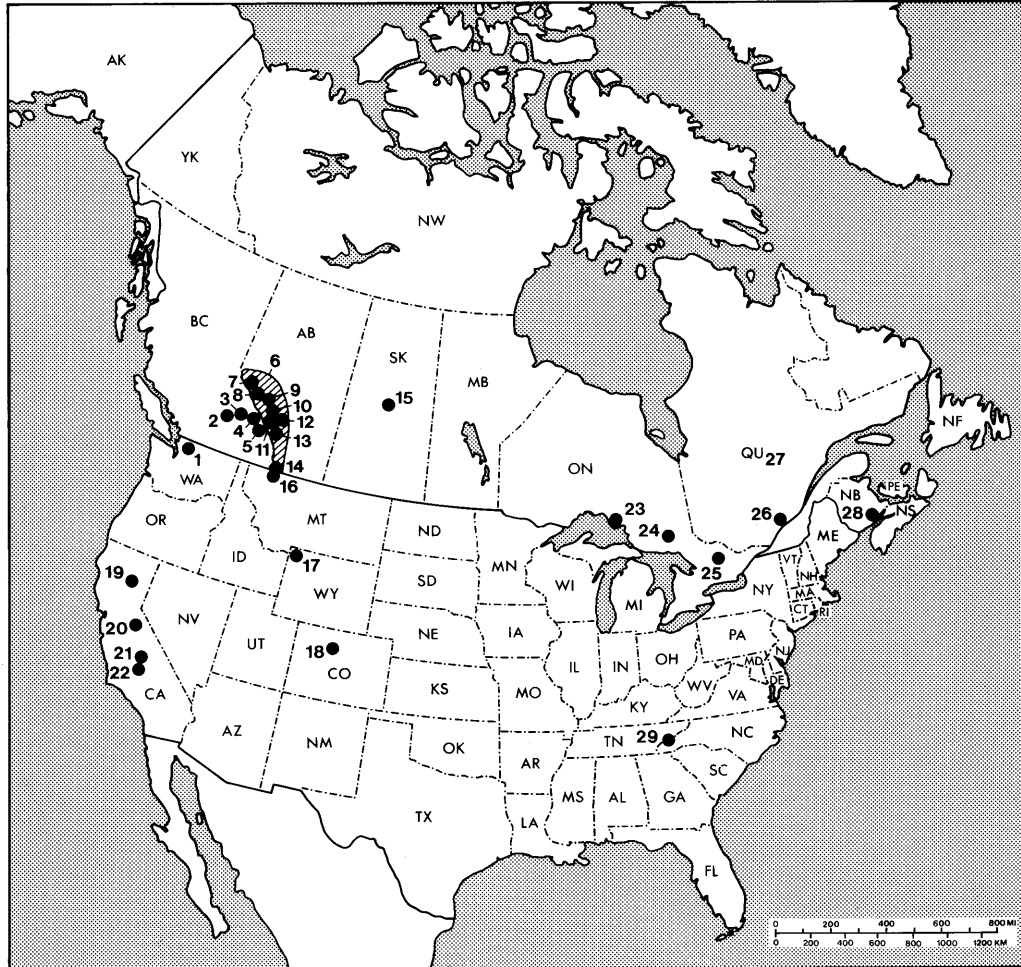 AK
YK
NW
BC
AB
SK
MB
6
7
8
9
3
10
2
12
4
5
11
13
15
14
16
1
WA
ON
QU 27
NF
NB
PE
28
NS
ME
23
24
25
26
OR
ID
MT
ND
MN
WI
MI
NY
VT
NH
MA
CT
RI
17
SD
WY
19
20
21
22
NV
UT
18
CO
NE
IA
IL
IN
OH
PA
NJ
MD
DE
WV
VA
CA
KS
MO
KY
AZ
NM
OK
AR
TN
29
NC
SC
TX
LA
MS
AL
GA
FL
0 200 400 600 800 MI
0 200 400 600 800 1000 1200 KM